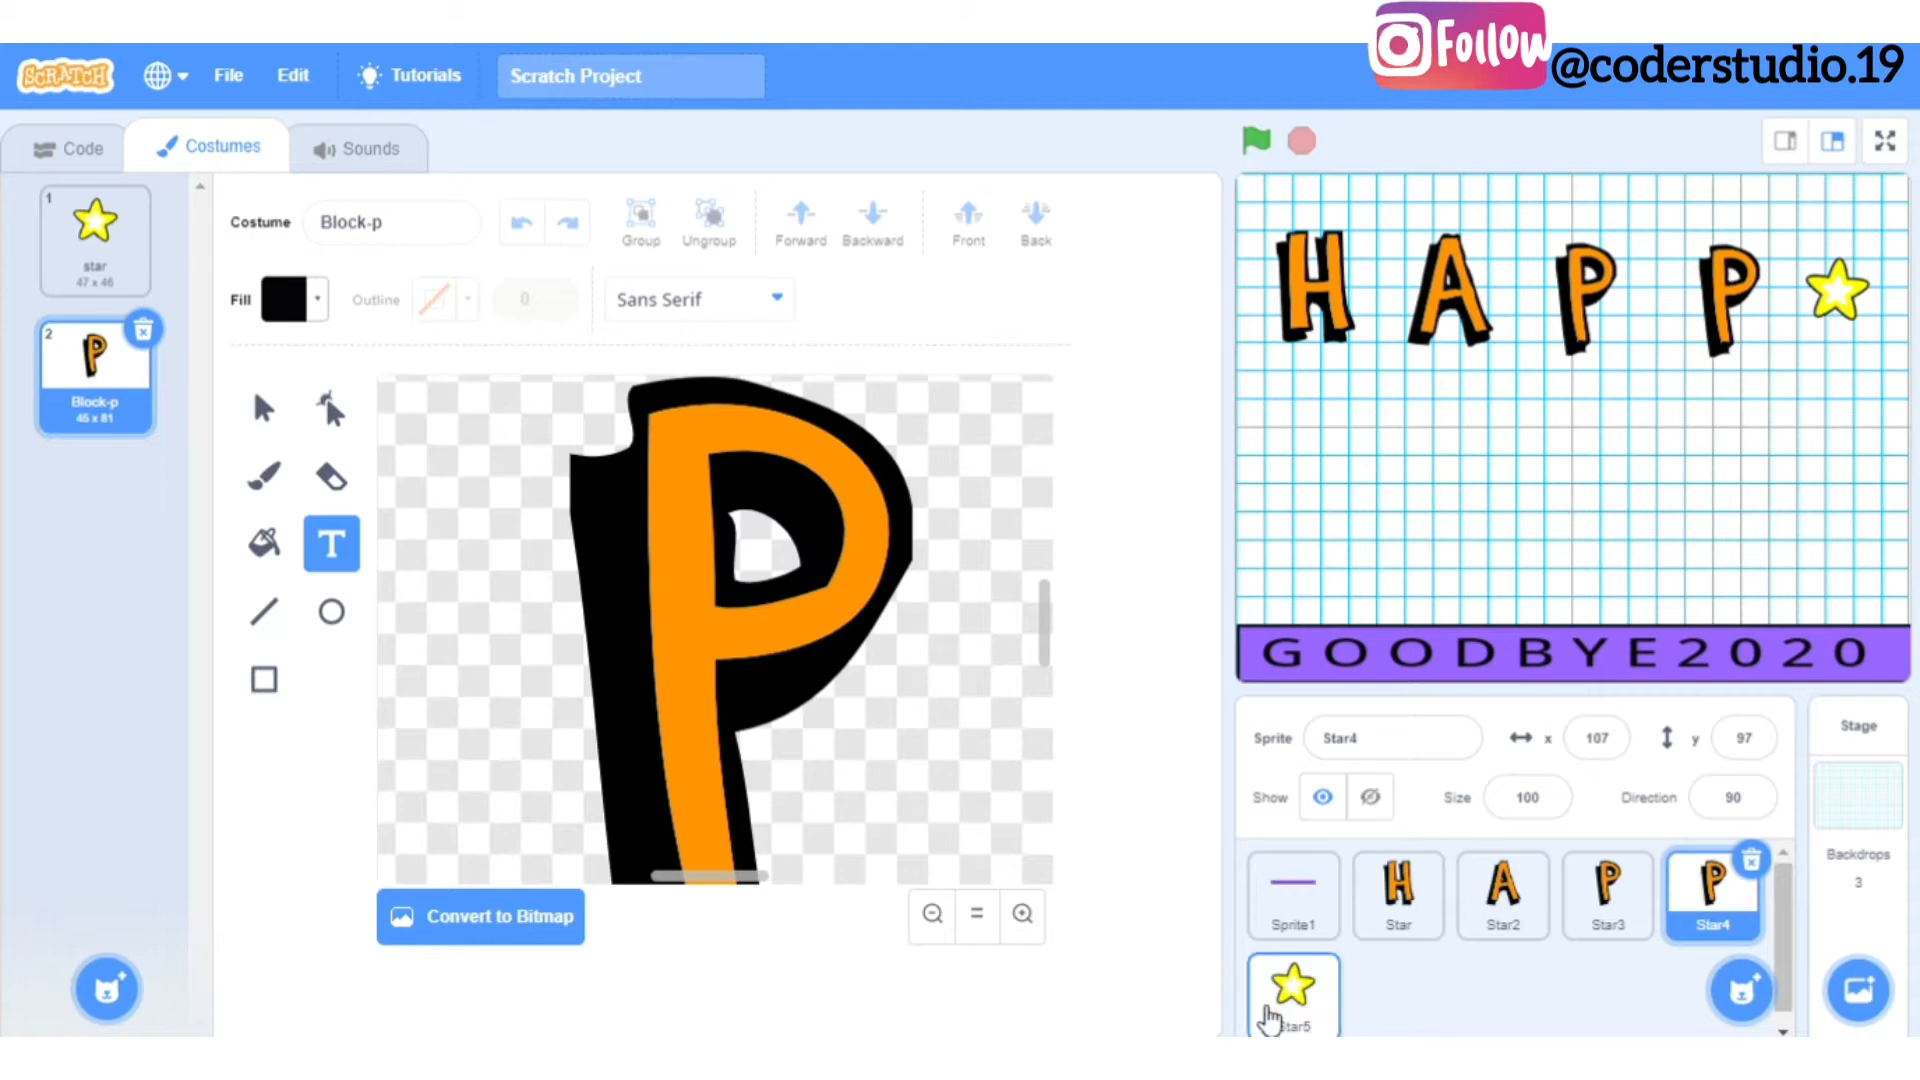 Follow
@coderstudio.19
SCRATCH
File
Edit
Tutorials
Scratch Project
Code
Costumes
Sounds
1
star
47 x 46
2
P
Block-p
46 x 81
Costume
Block-p
Group
Ungroup
Forward
Backward
Front
Back
Fill
Outline
0
Sans Serif
T
P
Convert to Bitmap
H A P P
GOODBYE2020
Sprite
Star4
x
107
y
97
Show
Size
100
Direction
90
Stage
Backdrops
3
Sprite1
H
Star
A
Star2
P
Star3
P
Star4
Star5